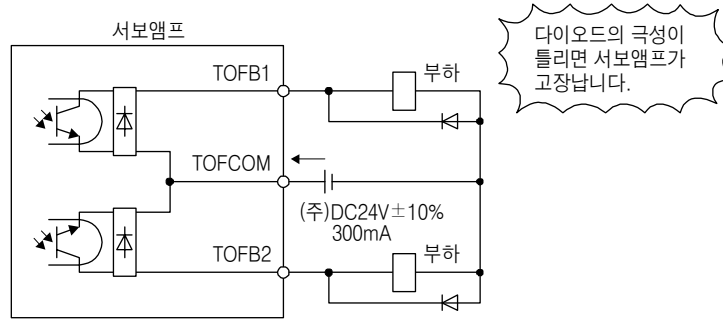 서보앰프
다이오드의 극성이
틀리면 서보앰프가
고장납니다.
TOFB1
부하
TOFCOM
(주)DC24V±10%
300mA
TOFB2
부하